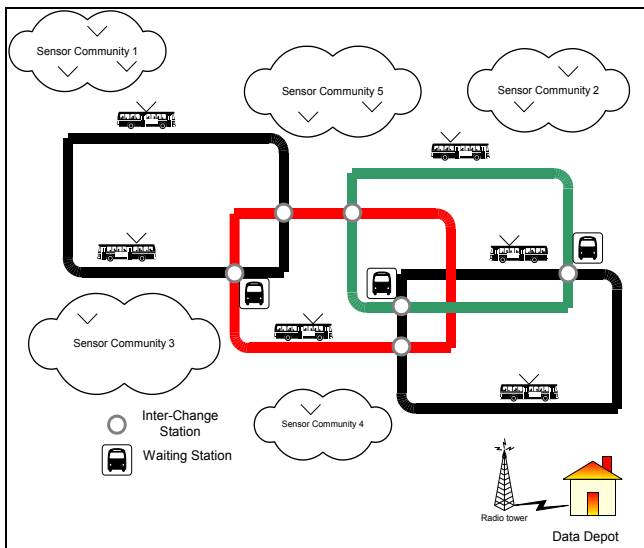 Sensor Community 1
Sensor Community 5
Sensor Community 2
Sensor Community 3
Sensor Community 4
Inter-Change
Station
Waiting Station
Radio tower
Data Depot